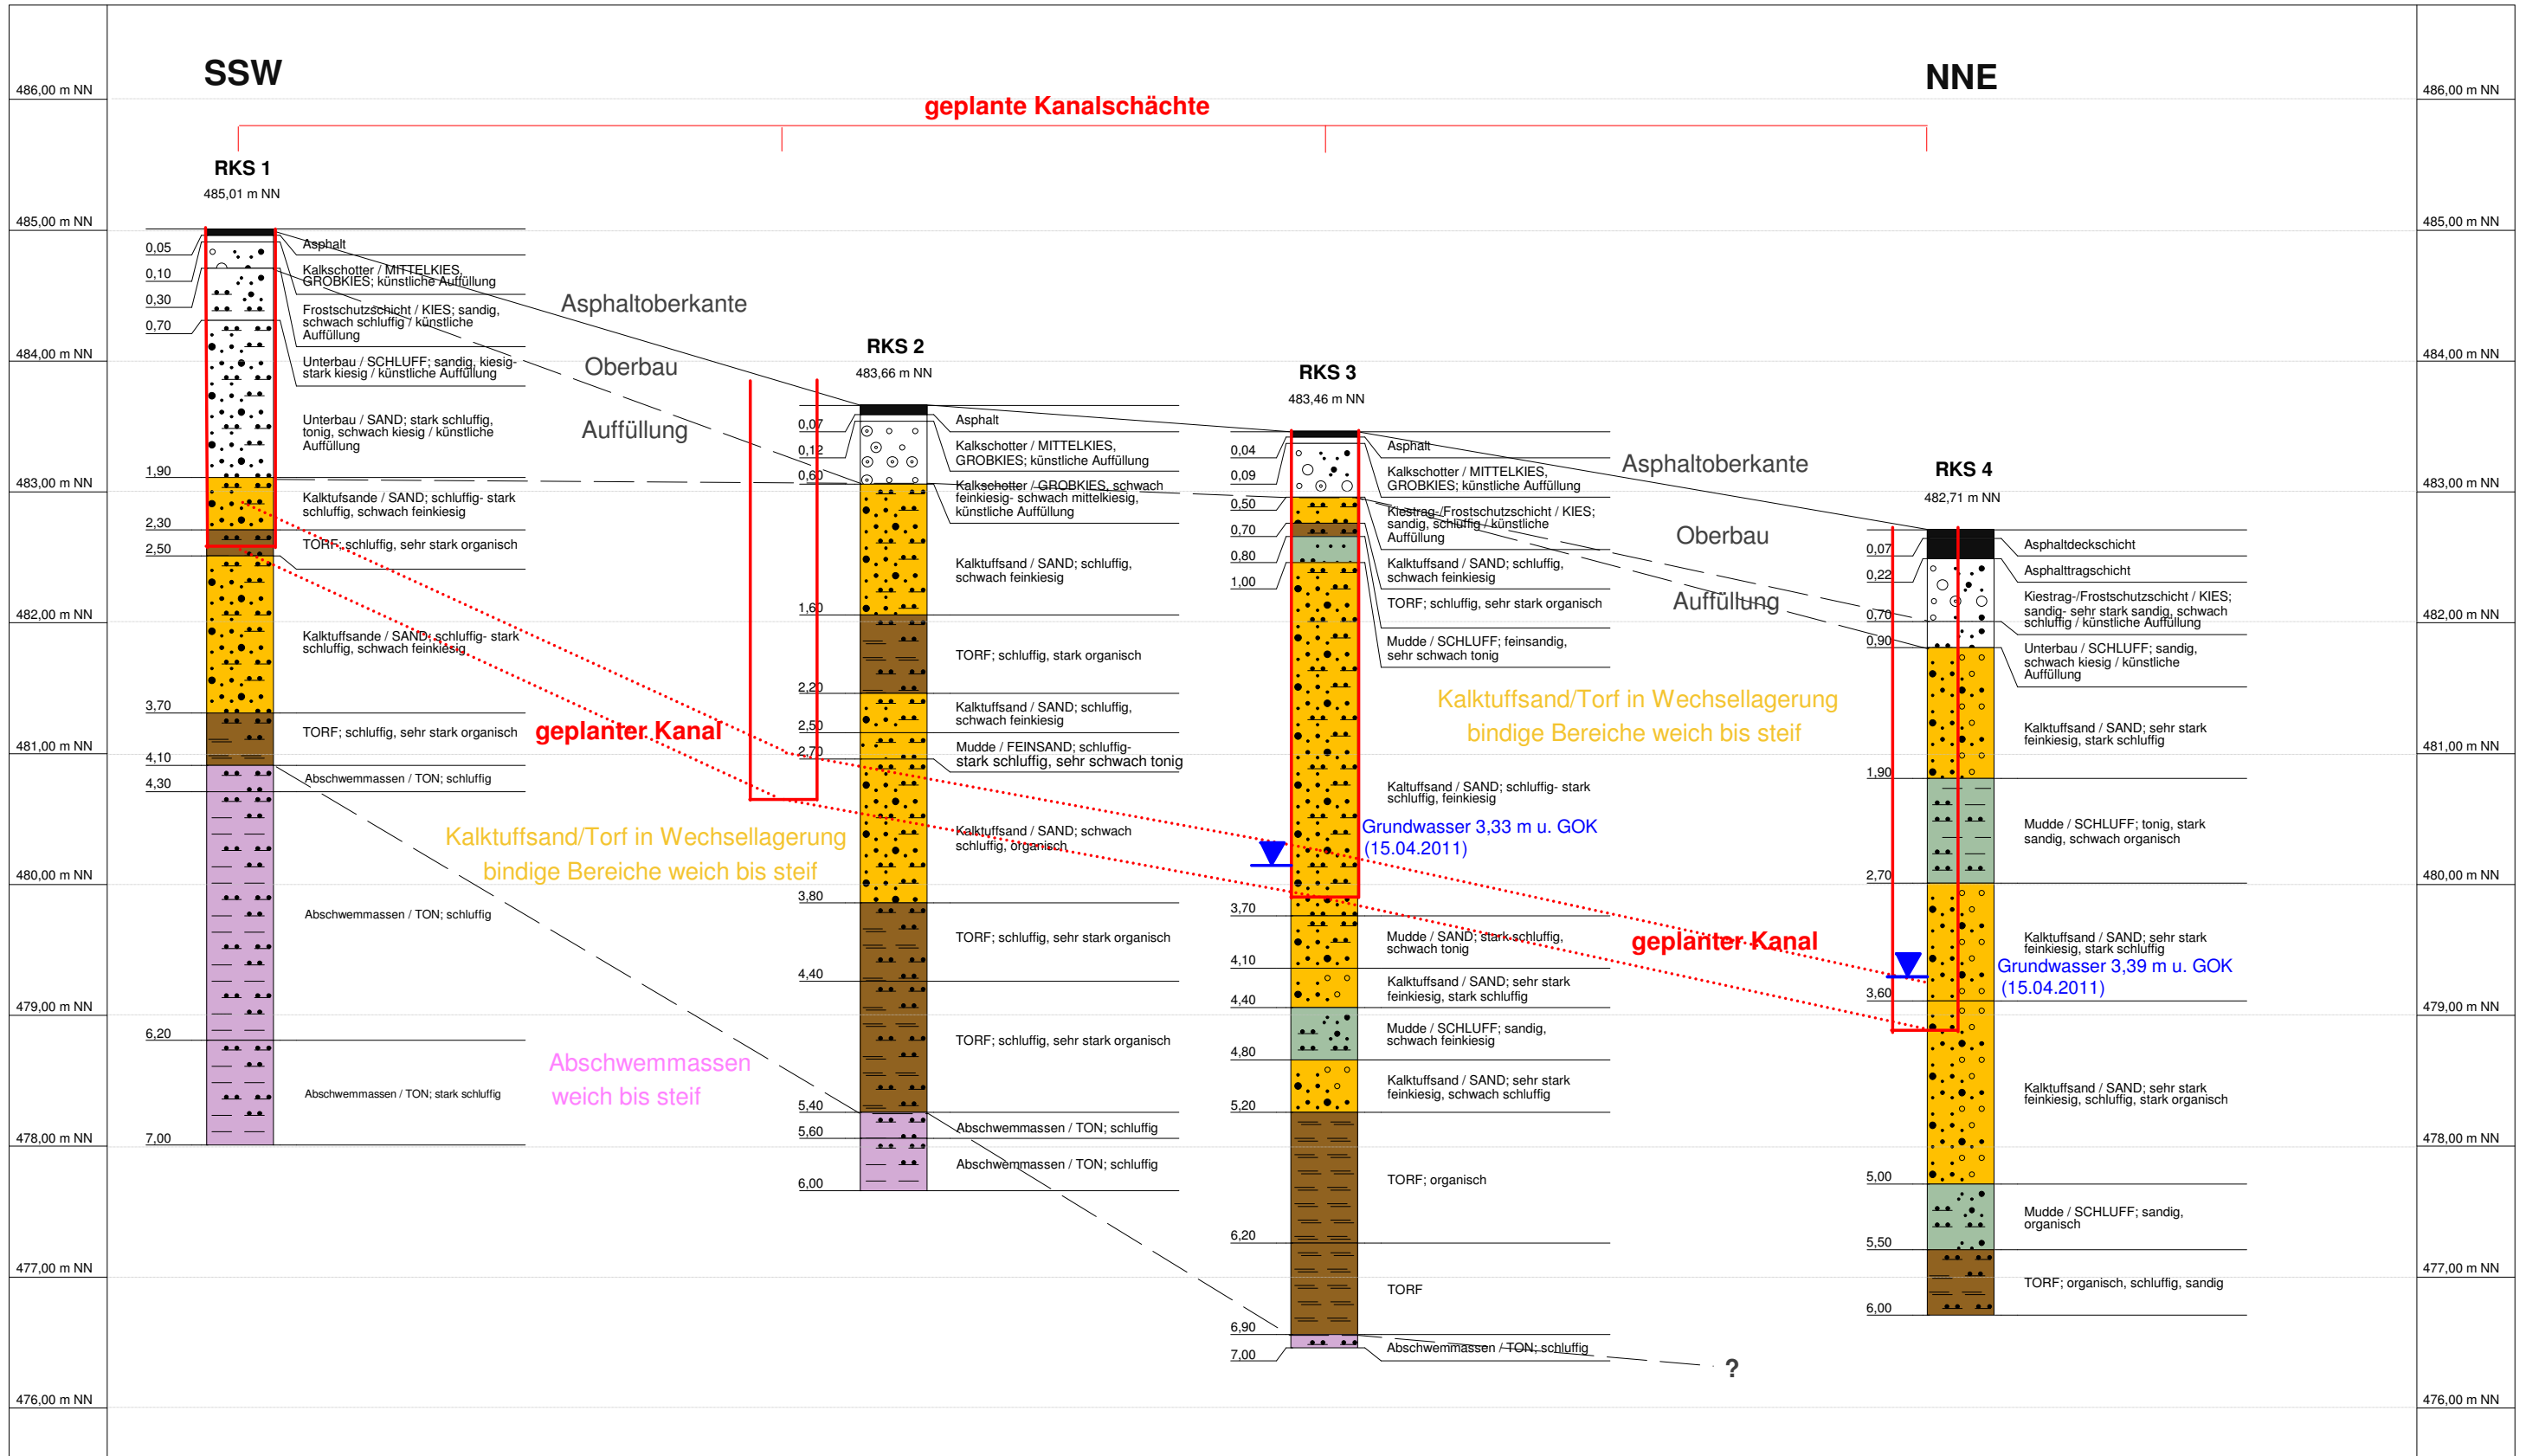 SSW
NNE
geplante Kanalschächte
486,00 m NN
485,00 m NN
484,00 m NN
483,00 m NN
482,00 m NN
481,00 m NN
480,00 m NN
479,00 m NN
478,00 m NN
477,00 m NN
476,00 m NN
RKS 1
485,01 m NN
0,05
0,10
0,30
0,70
1,90
2,30
2,50
3,70
4,10
4,30
6,20
7,00
Asphalt
Kalkschotter / MITTELKIES,
GROBKIES; künstliche Auffüllung
Frostschutzschicht / KIES; sandig,
schwach schluffig / künstliche
Auffüllung
Unterbau / SCHLUFF; sandig, kiesig-
stark kiesig / künstliche Auffüllung
Unterbau / SAND; stark schluffig,
tonig, schwach kiesig / künstliche
Auffüllung
Kalktufsande / SAND; schluffig- stark
schluffig, schwach feinkiesig
TORF; schluffig, sehr stark organisch
Kalktuffsande / SAND; schluffig- stark
schluffig, schwach feinkiesig
TORF; schluffig, sehr stark organisch
Abschwemmassen / TON; schluffig
Abschwemmassen / TON; schluffig
Abschwemmassen / TON; stark schluffig
Asphaltoberkante
Oberbau
Auffüllung
geplanter Kanal
Kalktuffsand/Torf in Wechsellagerung
bindige Bereiche weich bis steif
Abschwemmassen
weich bis steif
RKS 2
483,66 m NN
0,07
0,12
0,60
1,60
2,20
2,50
2,70
3,80
4,40
5,40
5,60
6,00
Asphalt
Kalkschotter / MITTELKIES,
GROBKIES; künstliche Auffüllung
Kalkschotter / GROBKIES, schwach
feinkiesig- schwach mittelkiesig,
künstliche Auffüllung
Kalktuffsand / SAND; schluffig,
schwach feinkiesig
TORF; schluffig, stark organisch
Kalktuffsand / SAND; schluffig,
schwach feinkiesig
Mudde / FEINSAND; schluffig-
stark schluffig, sehr schwach tonig
Kalktuffsand / SAND; schwach
schluffig, organisch
TORF; schluffig, sehr stark organisch
TORF; schluffig, sehr stark organisch
Abschwemmassen / TON; schluffig
Abschwemmassen / TON; schluffig
RKS 3
483,46 m NN
0,04
0,09
0,50
0,70
0,80
1,00
3,70
4,10
4,40
4,80
5,20
6,20
6,90
7,00
Asphalt
Kalkschotter / MITTELKIES,
GROBKIES; künstliche Auffüllung
Kiestrag-/Frostschutzschicht / KIES;
sandig, schluffig / künstliche
Auffüllung
Kalktuffsand / SAND; schluffig,
schwach feinkiesig
TORF; schluffig, sehr stark organisch
Mudde / SCHLUFF; feinsandig,
sehr schwach tonig
Kaltuffsand / SAND; schluffig- stark
schluffig, feinkiesig
Grundwasser 3,33 m u. GOK
(15.04.2011)
Mudde / SAND; stark schluffig,
schwach tonig
Kalktuffsand / SAND; sehr stark
feinkiesig, stark schluffig
Mudde / SCHLUFF; sandig,
schwach feinkiesig
Kalktuffsand / SAND; sehr stark
feinkiesig, schwach schluffig
TORF; organisch
TORF
Abschwemmassen / TON; schluffig
?
Asphaltoberkante
Oberbau
Auffüllung
Kalktuffsand/Torf in Wechsellagerung
bindige Bereiche weich bis steif
geplanter Kanal
RKS 4
482,71 m NN
0,07
0,22
0,70
0,90
1,90
2,70
3,60
5,00
5,50
6,00
Asphaltdeckschicht
Asphalttragschicht
Kiestrag-/Frostschutzschicht / KIES;
sandig- sehr stark sandig, schwach
schluffig / künstliche Auffüllung
Unterbau / SCHLUFF; sandig,
schwach kiesig / künstliche
Auffüllung
Kalktuffsand / SAND; sehr stark
feinkiesig, stark schluffig
Mudde / SCHLUFF; tonig, stark
sandig, schwach organisch
Kalktuffsand / SAND; sehr stark
feinkiesig, stark schluffig
Grundwasser 3,39 m u. GOK
(15.04.2011)
Kalktuffsand / SAND; sehr stark
feinkiesig, schluffig, stark organisch
Mudde / SCHLUFF; sandig,
organisch
TORF; organisch, schluffig, sandig
486,00 m NN
485,00 m NN
484,00 m NN
483,00 m NN
482,00 m NN
481,00 m NN
480,00 m NN
479,00 m NN
478,00 m NN
477,00 m NN
476,00 m NN